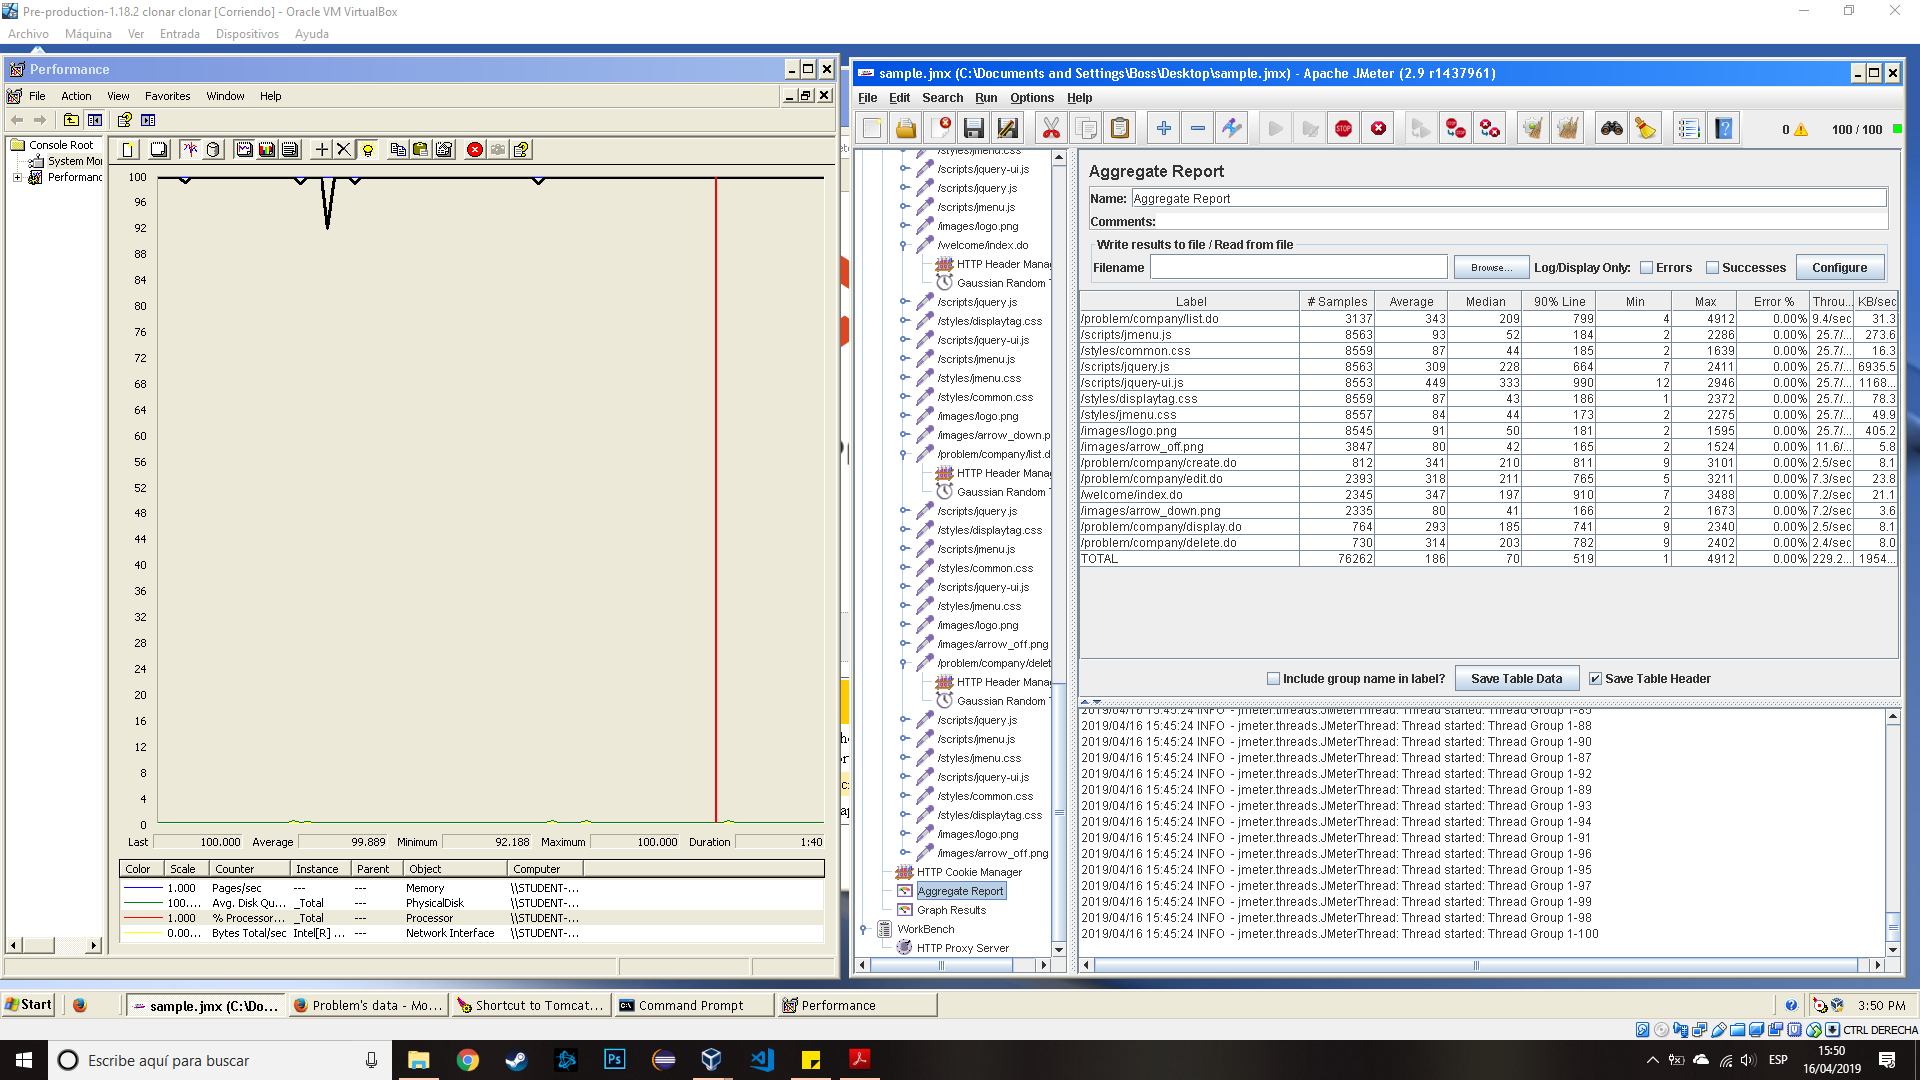 Pre-production-1.18.2 clonar clonar [Corriendo] - Oracle VM VirtualBox
Archivo Máquina Ver Entrada Dispositivos Ayuda
Performance
File Action View Favorites Window Help
Console Root
System Mo
Performanc
100
96
92
88
84
80
76
72
68
64
60
56
52
48
44
40
36
32
28
24
20
16
12
8
4
0
Last 100.000 Average 99.889 Minimum 92.188 Maximum 100.000 Duration 1:40
Color Scale Counter Instance Parent Object Computer
1.000 Pages/sec --- --- Memory \\STUDENT-...
100.... Avg. Disk Qu... _Total --- PhysicalDisk \\STUDENT-...
1.000 % Processor... _Total --- Processor \\STUDENT-...
0.00... Bytes Total/sec Intel[R] ... --- Network Interface \\STUDENT-...
sample.jmx (C:\Documents and Settings\Boss\Desktop\sample.jmx) - Apache JMeter (2.9 r1437961)
File Edit Search Run Options Help
STOP
0 100 / 100
/styles/jmenu.css
/scripts/jquery-ui.js
/scripts/jquery.js
/scripts/jmenu.js
/images/logo.png
/welcome/index.do
HTTP Header Mana
Gaussian Random
/scripts/jquery.js
/styles/displaytag.css
/scripts/jquery-ui.js
/scripts/jmenu.js
/styles/jmenu.css
/styles/common.css
/images/logo.png
/images/arrow_down.p
/problem/company/list.d
HTTP Header Mana
Gaussian Random
/scripts/jquery.js
/styles/displaytag.css
/scripts/jmenu.js
/styles/common.css
/scripts/jquery-ui.js
/styles/jmenu.css
/images/logo.png
/images/arrow_off.png
/problem/company/delet
HTTP Header Mana
Gaussian Random
/scripts/jquery.js
/scripts/jmenu.js
/styles/jmenu.css
/scripts/jquery-ui.js
/styles/common.css
/styles/displaytag.css
/images/logo.png
/images/arrow_off.png
HTTP Cookie Manager
Aggregate Report
Graph Results
WorkBench
HTTP Proxy Server
Aggregate Report
Name: Aggregate Report
Comments:
Write results to file / Read from file
Filename Browse... Log/Display Only: Errors Successes Configure
Label # Samples Average Median 90% Line Min Max Error % Throu... KB/sec
/problem/company/list.do 3137 343 209 799 4 4912 0.00% 9.4/sec 31.3
/scripts/jmenu.js 8563 93 52 184 2 2286 0.00% 25.7/... 273.6
/styles/common.css 8559 87 44 185 2 1639 0.00% 25.7/... 16.3
/scripts/jquery.js 8563 309 228 664 7 2411 0.00% 25.7/... 6935.5
/scripts/jquery-ui.js 8553 449 333 990 12 2946 0.00% 25.7/... 1168...
/styles/displaytag.css 8559 87 43 186 1 2372 0.00% 25.7/... 78.3
/styles/jmenu.css 8557 84 44 173 2 2275 0.00% 25.7/... 49.9
/images/logo.png 8545 91 50 181 2 1595 0.00% 25.7/... 405.2
/images/arrow_off.png 3847 80 42 165 2 1524 0.00% 11.6/... 5.8
/problem/company/create.do 812 341 210 811 9 3101 0.00% 2.5/sec 8.1
/problem/company/edit.do 2393 318 211 765 5 3211 0.00% 7.3/sec 23.8
/welcome/index.do 2345 347 197 910 7 3488 0.00% 7.2/sec 21.1
/images/arrow_down.png 2335 80 41 166 2 1673 0.00% 7.2/sec 3.6
/problem/company/display.do 764 293 185 741 9 2340 0.00% 2.5/sec 8.1
/problem/company/delete.do 730 314 203 782 9 2402 0.00% 2.4/sec 8.0
TOTAL 76262 186 70 519 1 4912 0.00% 229.2... 1954...
Include group name in label? Save Table Data Save Table Header
2019/04/16 15:45:24 INFO - jmeter.threads.JMeterThread: Thread started: Thread Group 1-85
2019/04/16 15:45:24 INFO - jmeter.threads.JMeterThread: Thread started: Thread Group 1-88
2019/04/16 15:45:24 INFO - jmeter.threads.JMeterThread: Thread started: Thread Group 1-90
2019/04/16 15:45:24 INFO - jmeter.threads.JMeterThread: Thread started: Thread Group 1-87
2019/04/16 15:45:24 INFO - jmeter.threads.JMeterThread: Thread started: Thread Group 1-92
2019/04/16 15:45:24 INFO - jmeter.threads.JMeterThread: Thread started: Thread Group 1-89
2019/04/16 15:45:24 INFO - jmeter.threads.JMeterThread: Thread started: Thread Group 1-93
2019/04/16 15:45:24 INFO - jmeter.threads.JMeterThread: Thread started: Thread Group 1-94
2019/04/16 15:45:24 INFO - jmeter.threads.JMeterThread: Thread started: Thread Group 1-91
2019/04/16 15:45:24 INFO - jmeter.threads.JMeterThread: Thread started: Thread Group 1-96
2019/04/16 15:45:24 INFO - jmeter.threads.JMeterThread: Thread started: Thread Group 1-95
2019/04/16 15:45:24 INFO - jmeter.threads.JMeterThread: Thread started: Thread Group 1-97
2019/04/16 15:45:24 INFO - jmeter.threads.JMeterThread: Thread started: Thread Group 1-99
2019/04/16 15:45:24 INFO - jmeter.threads.JMeterThread: Thread started: Thread Group 1-98
2019/04/16 15:45:24 INFO - jmeter.threads.JMeterThread: Thread started: Thread Group 1-100
Start sample.jmx (C:\Do... Problem's data - Mo... Shortcut to Tomcat... Command Prompt Performance 3:50 PM
CTRL DERECHA
Escribe aquí para buscar
Ps
ESP
15:50
16/04/2019